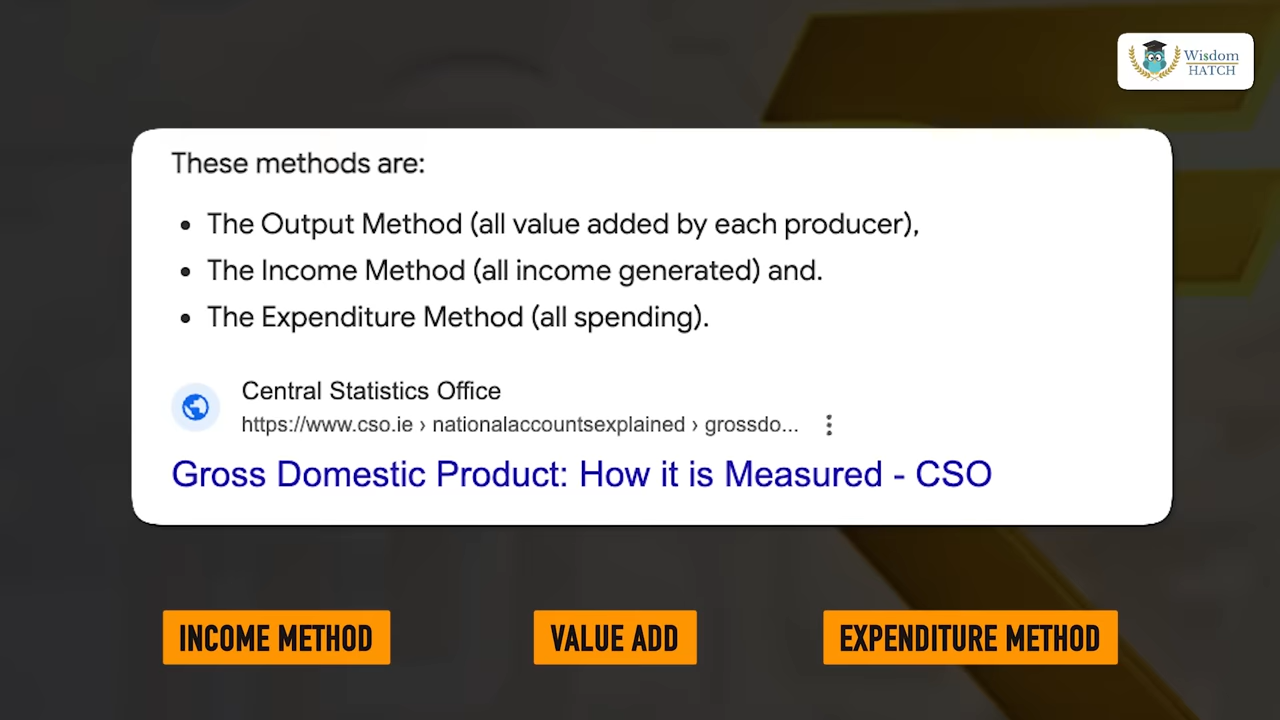 Wisdom
HATCH
These methods are:
• The Output Method (all value added by each producer),
• The Income Method (all income generated) and.
• The Expenditure Method (all spending).
Central Statistics Office
https://www.cso.ie › nationalaccountsexplained › grossdo...
Gross Domestic Product: How it is Measured - CSO
INCOME METHOD
VALUE ADD
EXPENDITURE METHOD